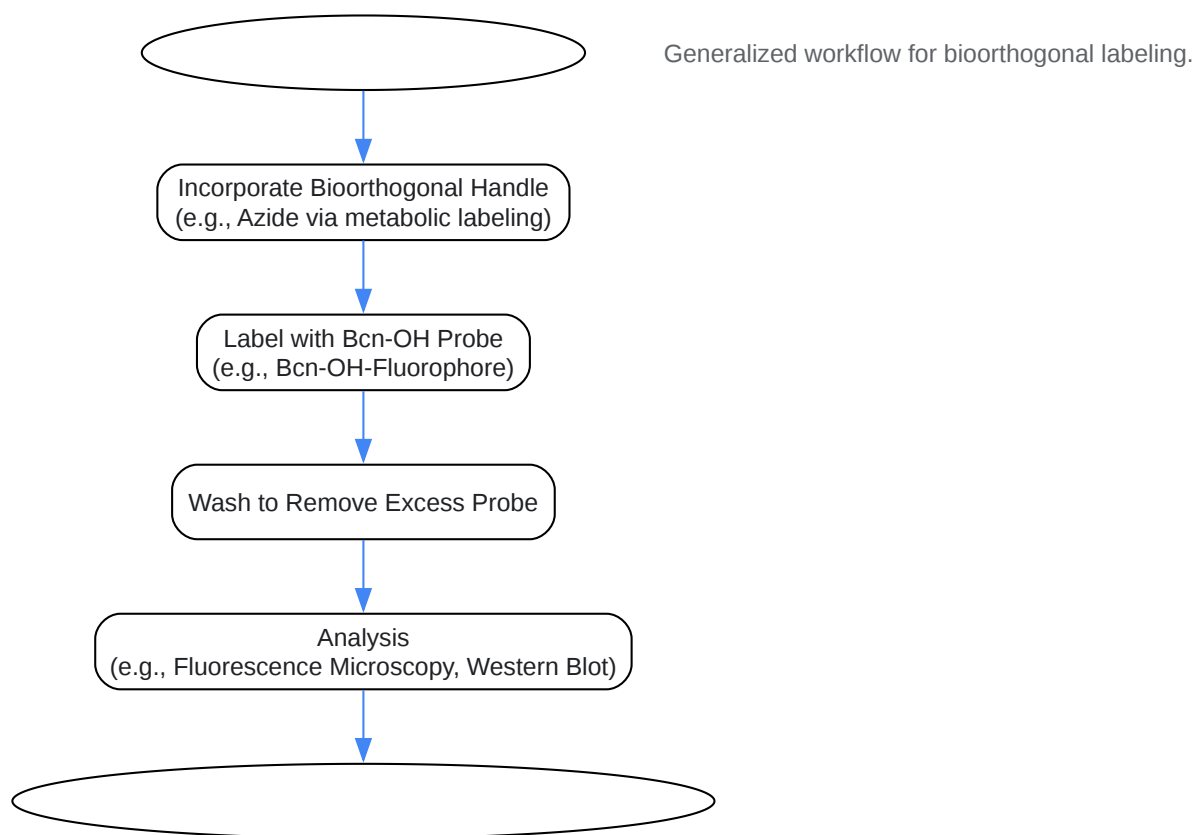 Generalized workflow for bioorthogonal labeling.
Incorporate Bioorthogonal Handle
(e.g., Azide via metabolic labeling)
Label with Bcn-OH Probe
(e.g., Bcn-OH-Fluorophore)
Wash to Remove Excess Probe
Analysis
(e.g., Fluorescence Microscopy, Western Blot)